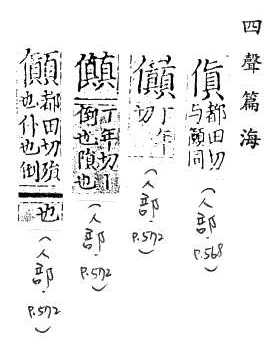 四聲篇海
傎
都田切
与顛同
(人部. P.568)
丁年
切
(人部. P.572)
丁年切丨
倒也隕也
(人部. P.572)
都田切殞
也仆也倒
也
(人部. P.572)